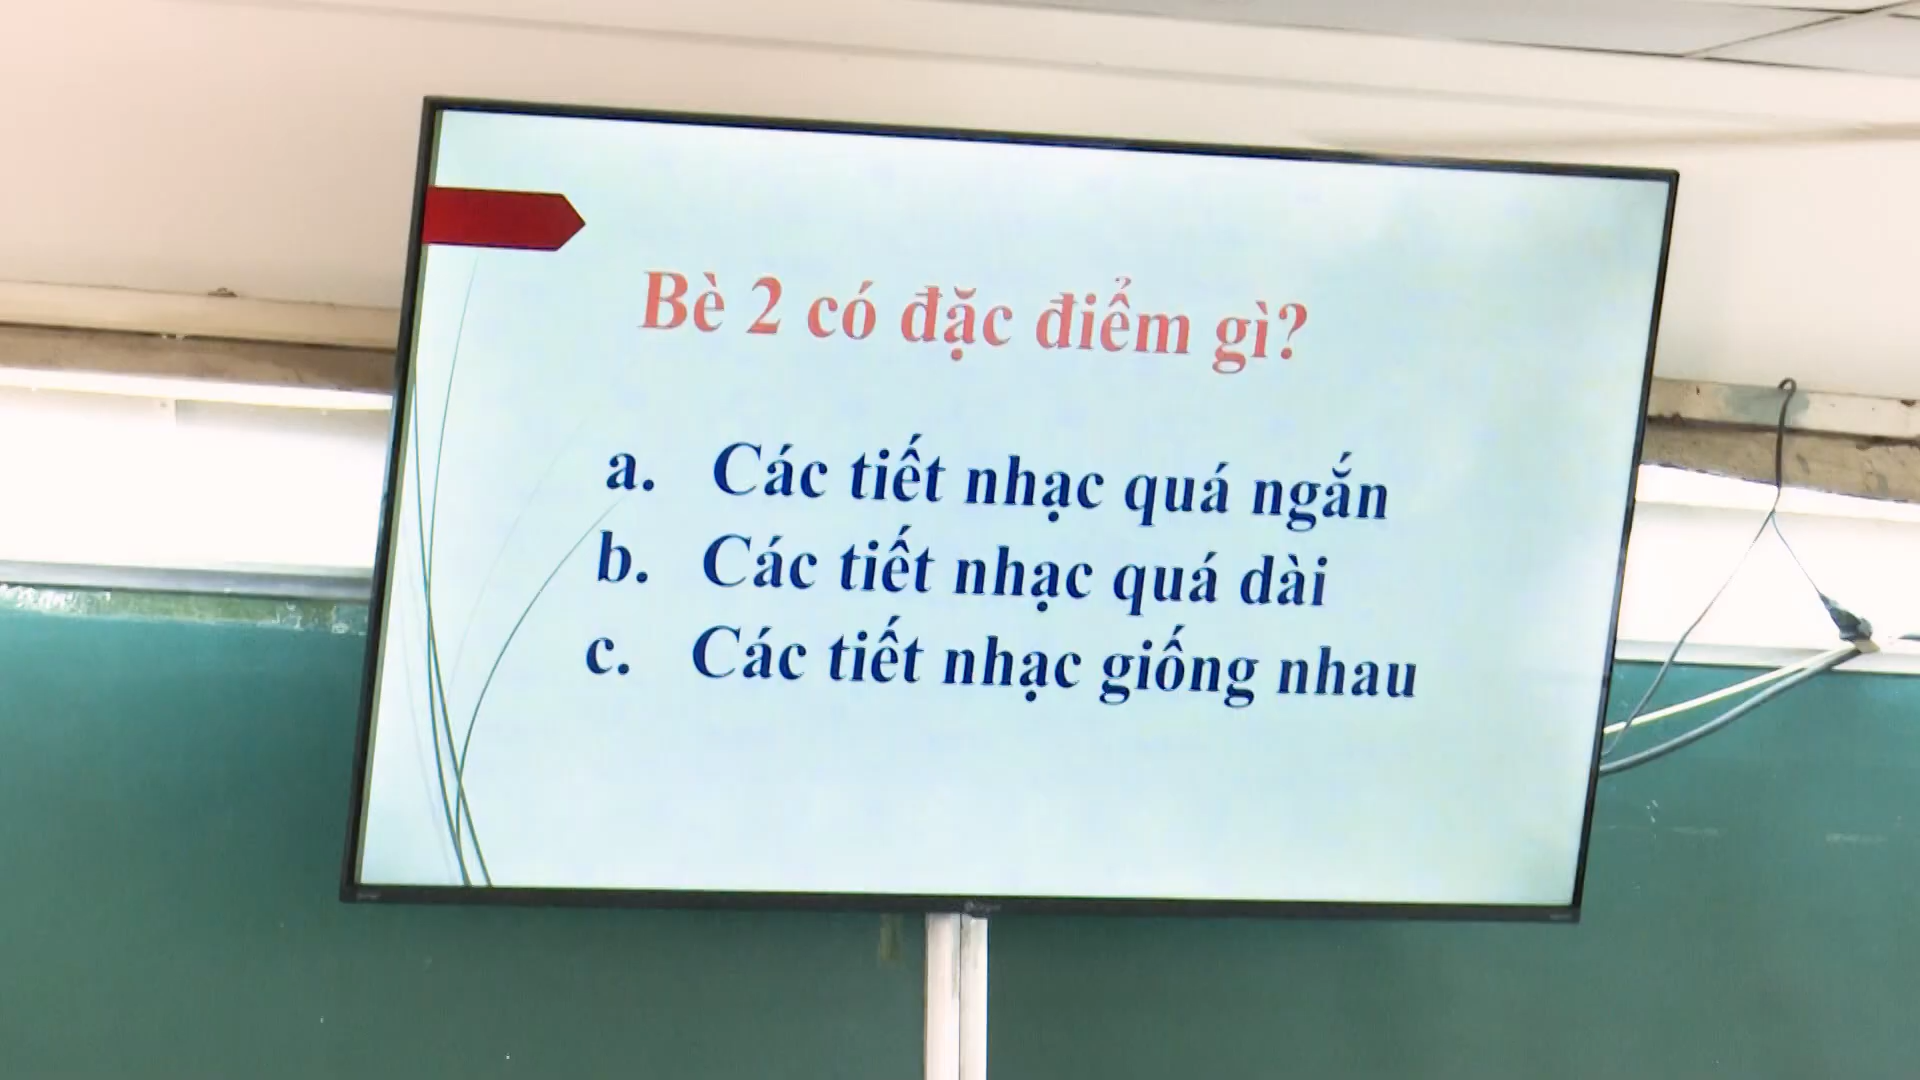 Bè 2 có đặc điểm gì?
a. Các tiết nhạc quá ngắn
b. Các tiết nhạc quá dài
c. Các tiết nhạc giống nhau